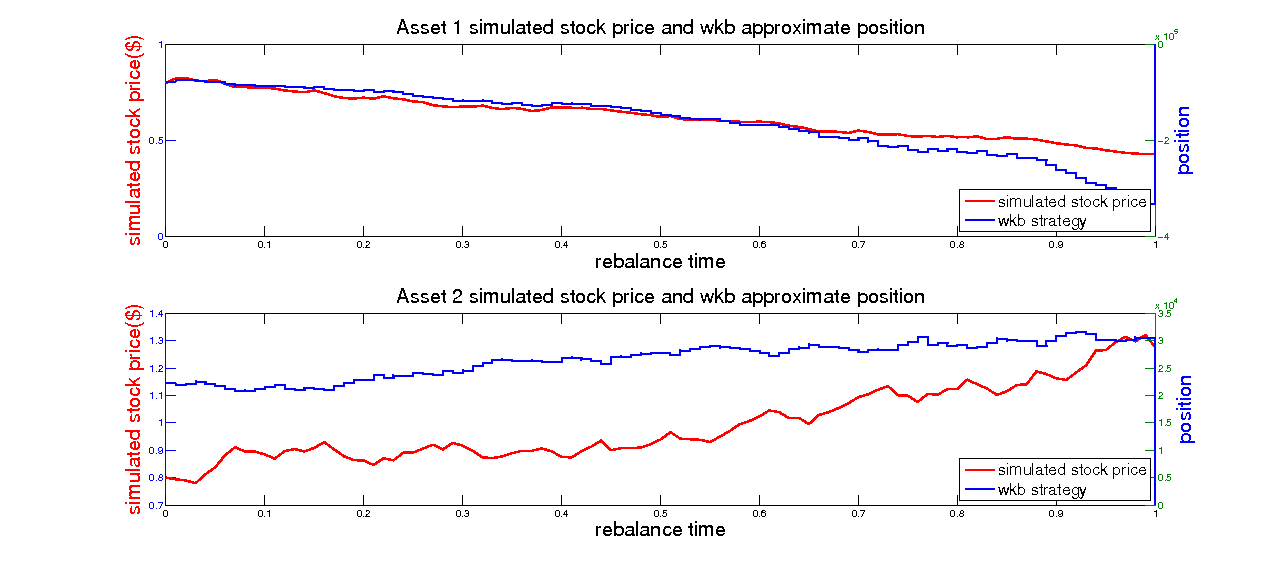 Asset 1 simulated stock price and wkb approximate position
simulated stock price($)
1
0.5
0
x 10^5
0
-2
-4
position
simulated stock price
wkb strategy
0 0.1 0.2 0.3 0.4 0.5 0.6 0.7 0.8 0.9 1
rebalance time
Asset 2 simulated stock price and wkb approximate position
simulated stock price($)
1.4
1.3
1.2
1.1
1
0.9
0.8
0.7
x 10^4
3.5
3
2.5
2
1.5
1
0.5
0
position
simulated stock price
wkb strategy
0 0.1 0.2 0.3 0.4 0.5 0.6 0.7 0.8 0.9 1
rebalance time